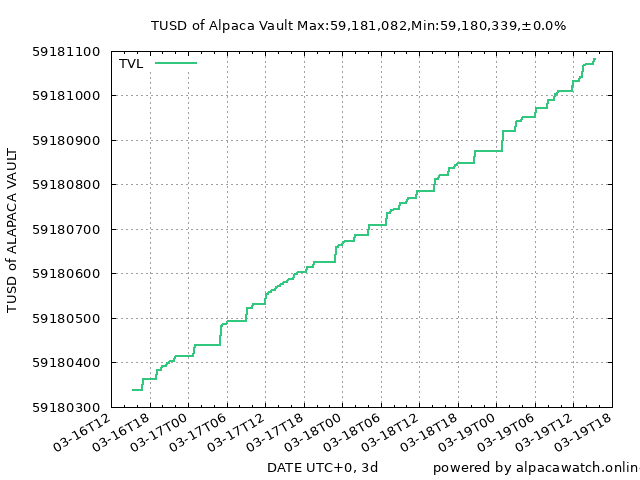 TUSD of Alpaca Vault Max:59,181,082,Min:59,180,339,±0.0%
TVL
59181100
59181000
59180900
59180800
59180700
59180600
59180500
59180400
59180300
TUSD of ALAPACA VAULT
03-16T12
03-16T18
03-17T00
03-17T06
03-17T12
03-17T18
03-18T00
03-18T06
03-18T12
03-18T18
03-19T00
03-19T06
03-19T12
03-19T18
DATE UTC+0, 3d
powered by alpacawatch.onlin